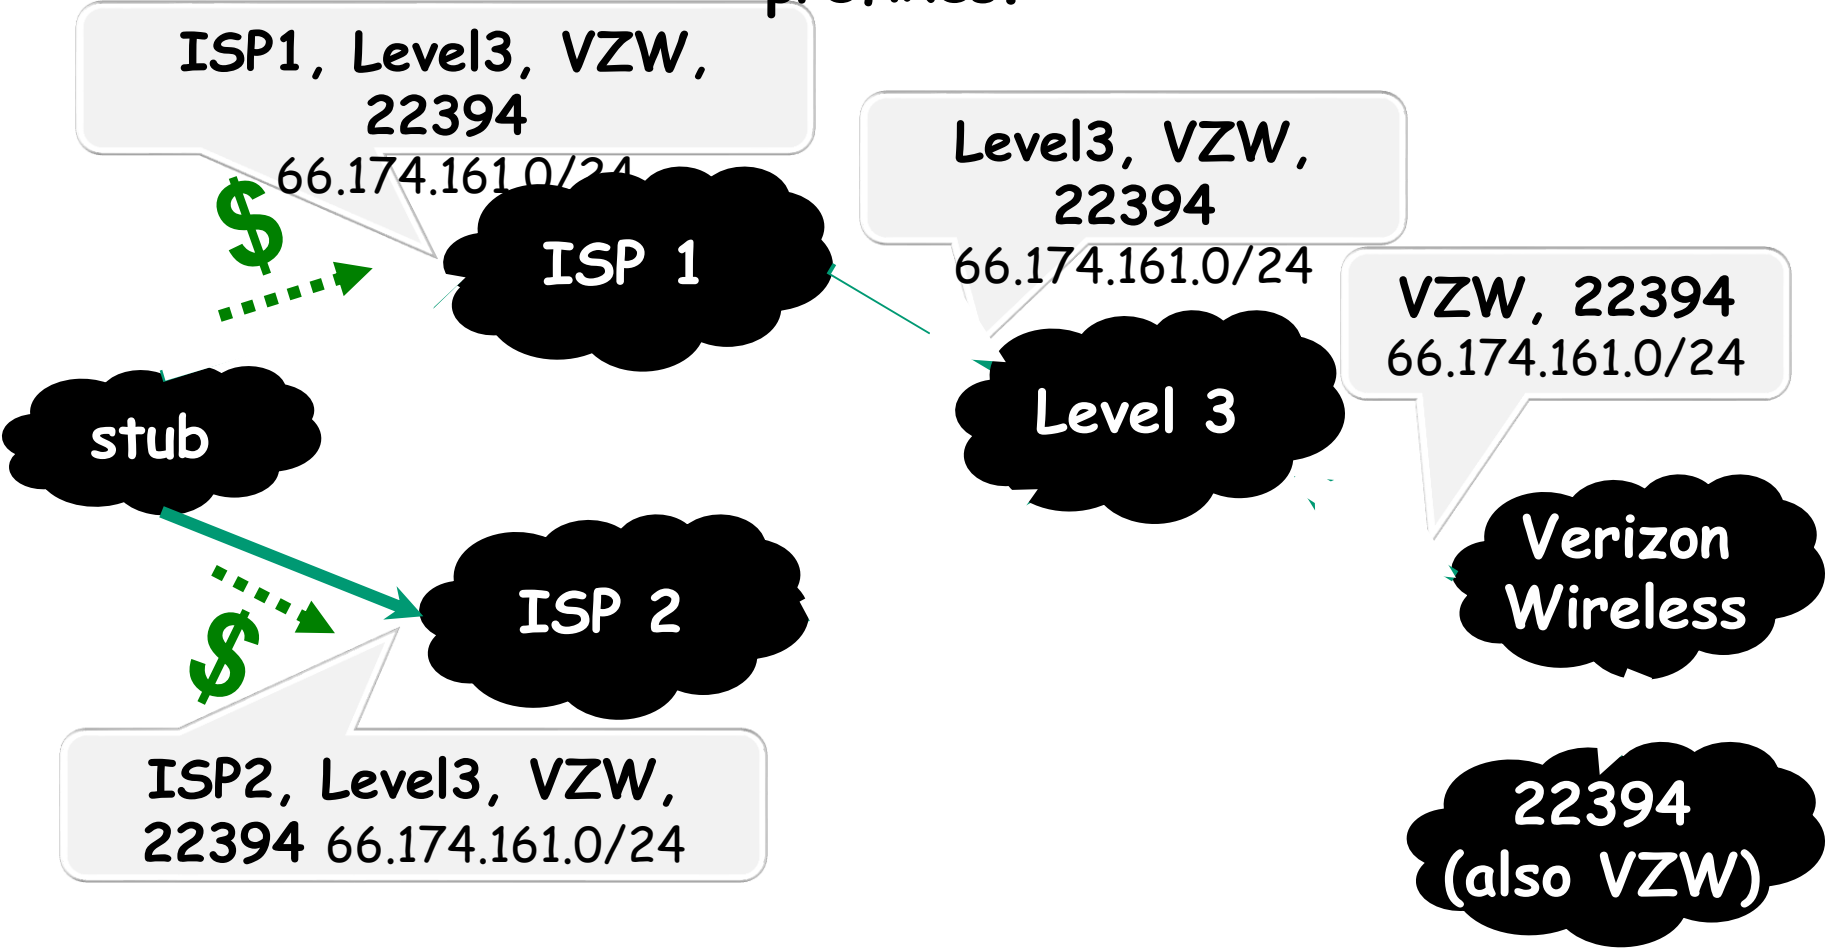 ISP1, Level3, VZW,
22394
66.174.161.0/24
$
ISP 1
Level3, VZW,
22394
66.174.161.0/24
VZW, 22394
66.174.161.0/24
Level 3
stub
Verizon
Wireless
ISP 2
$
ISP2, Level3, VZW,
22394 66.174.161.0/24
22394
(also VZW)